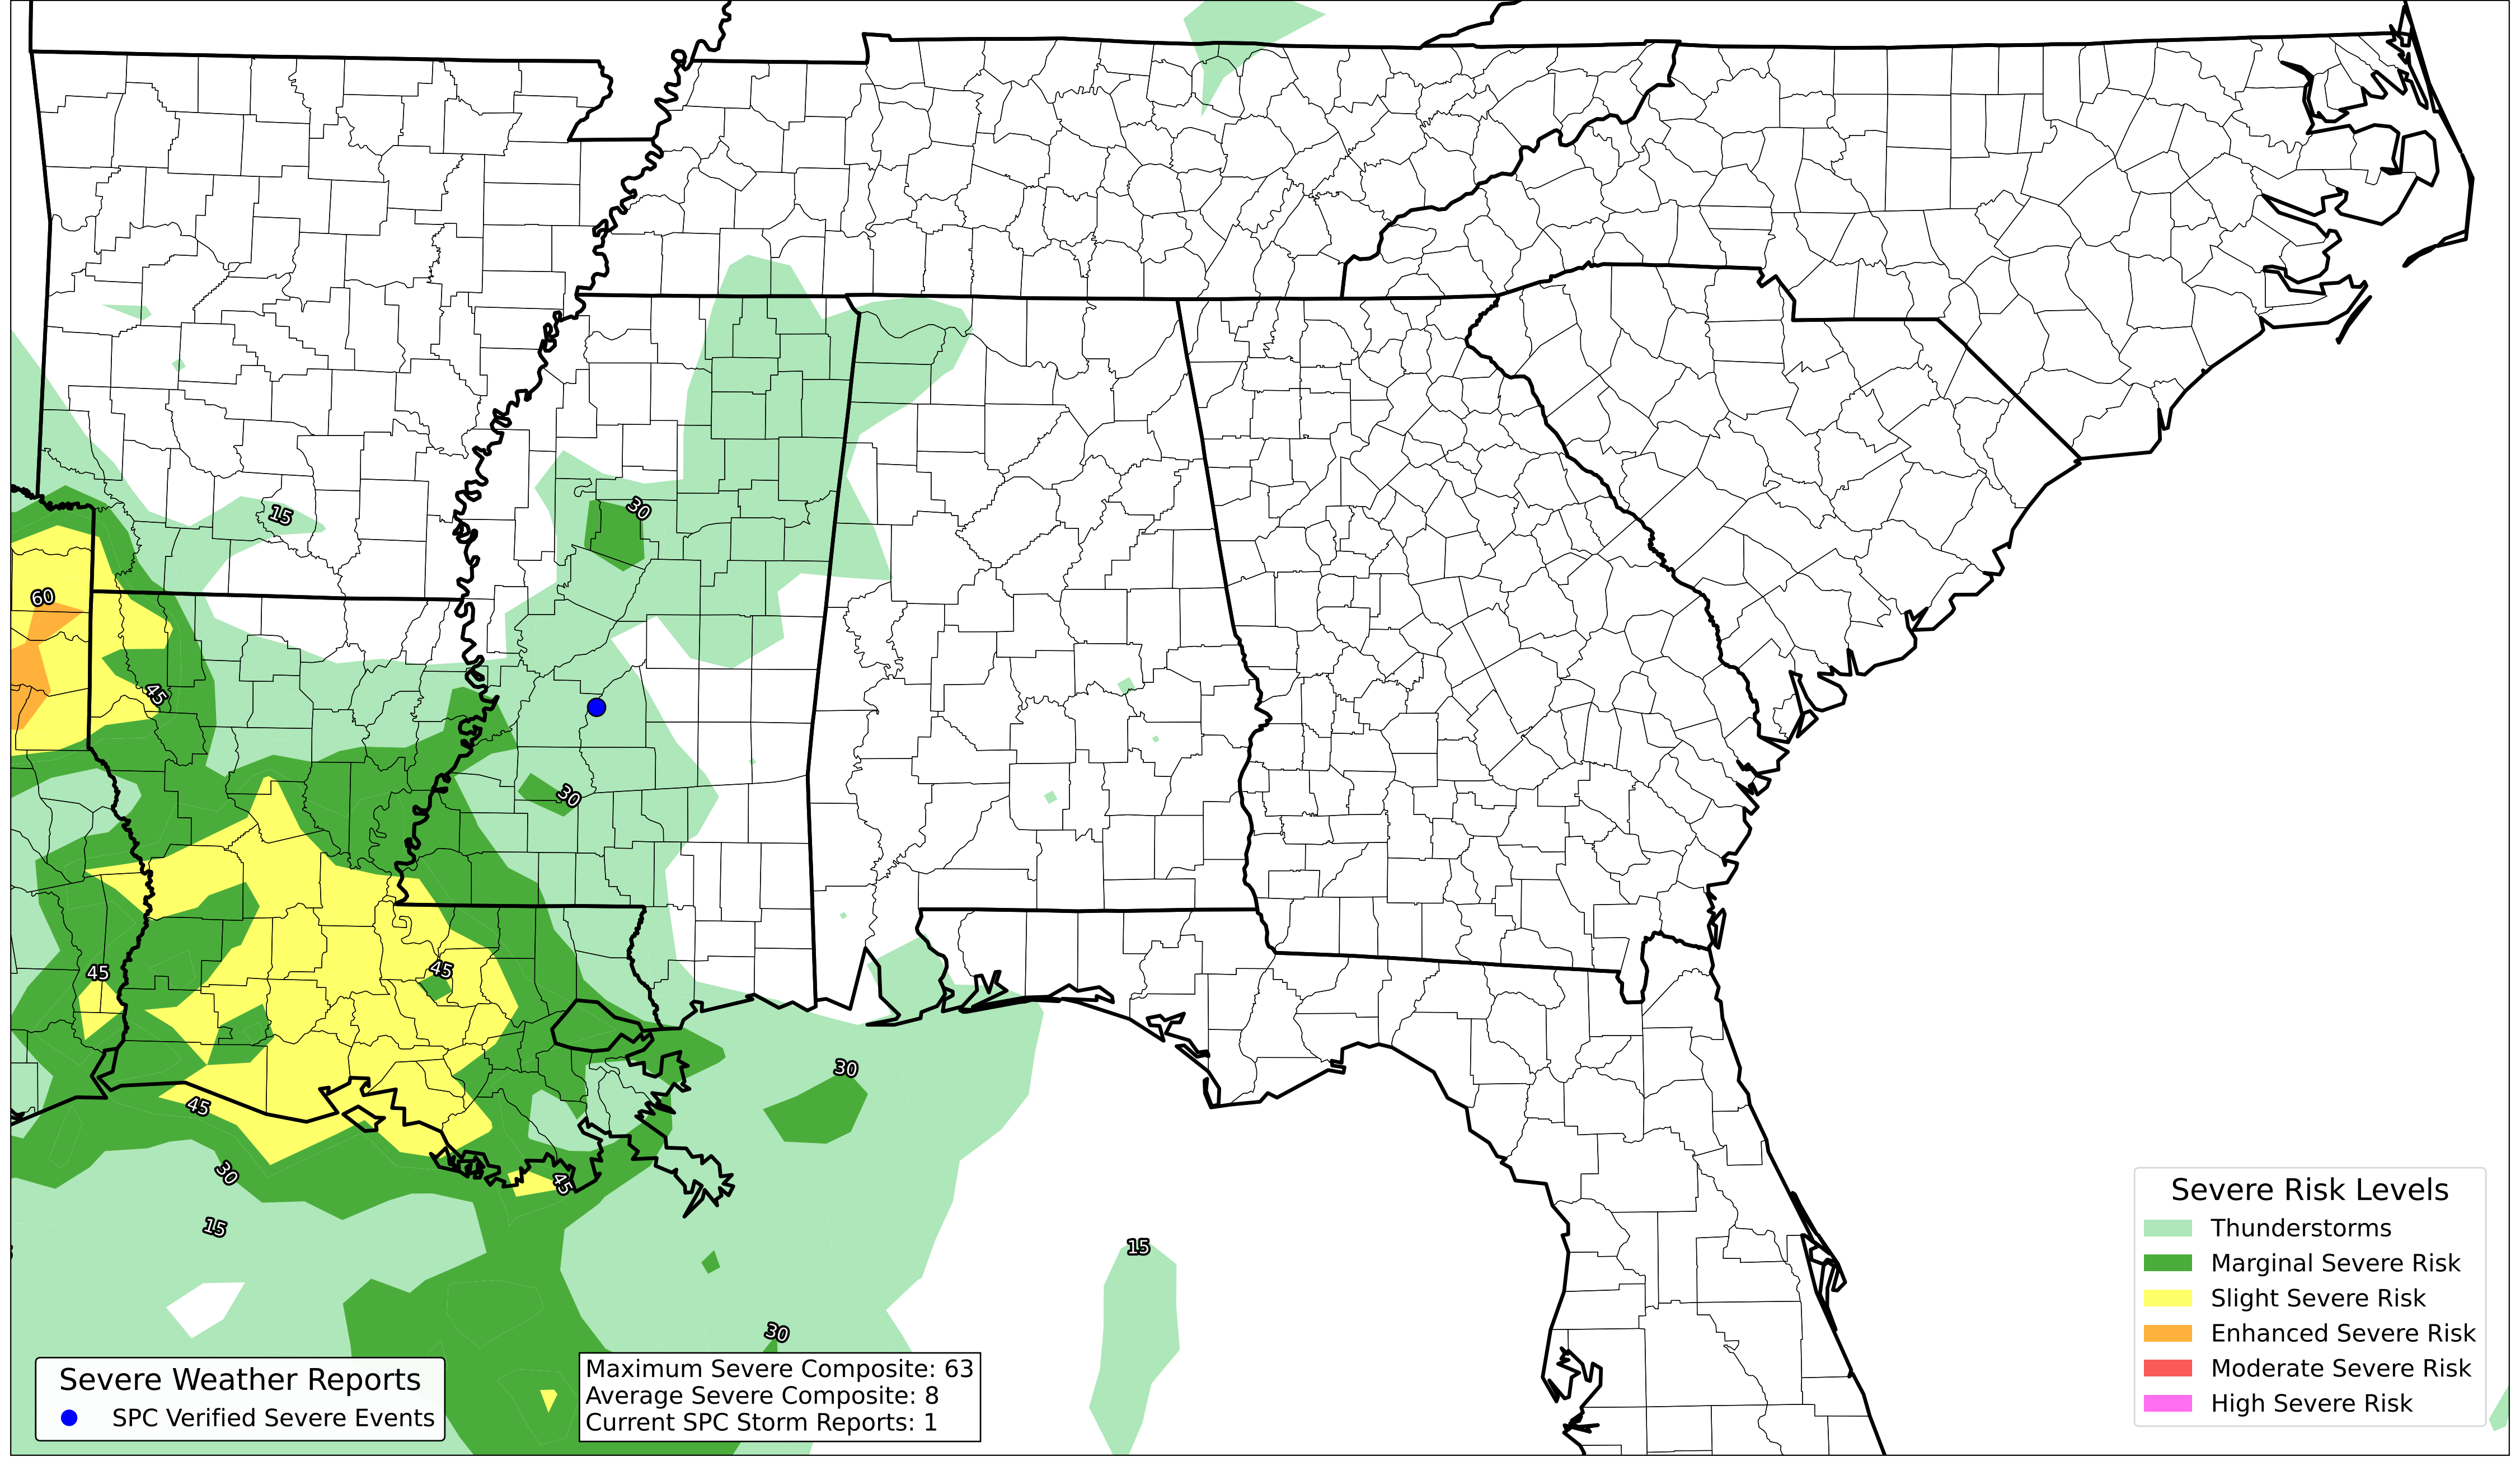 15
30
60
45
30
45
45
30
45
30
45
15
15
30
Severe Weather Reports
SPC Verified Severe Events
Maximum Severe Composite: 63
Average Severe Composite: 8
Current SPC Storm Reports: 1
Severe Risk Levels
Thunderstorms
Marginal Severe Risk
Slight Severe Risk
Enhanced Severe Risk
Moderate Severe Risk
High Severe Risk